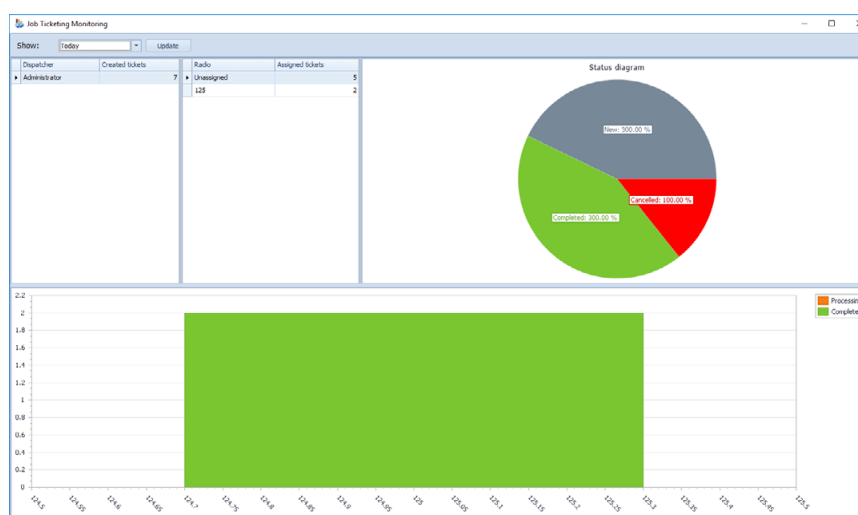 Job Ticketing Monitoring
Show: Today Update
Dispatcher Created tickets
Administrator 7
Radio Assigned tickets
Unassigned 5
125 2
Status diagram
New: 300.00 %
Cancelled: 100.00 %
Completed: 300.00 %
2.2
2
1.8
1.6
1.4
1.2
1
0.8
0.6
0.4
0.2
0
124.5 124.55 124.6 124.65 124.7 124.75 124.8 124.85 124.9 124.95 125 125.05 125.1 125.15 125.2 125.25 125.3 125.35 125.4 125.45 125.5
Processin
Complete